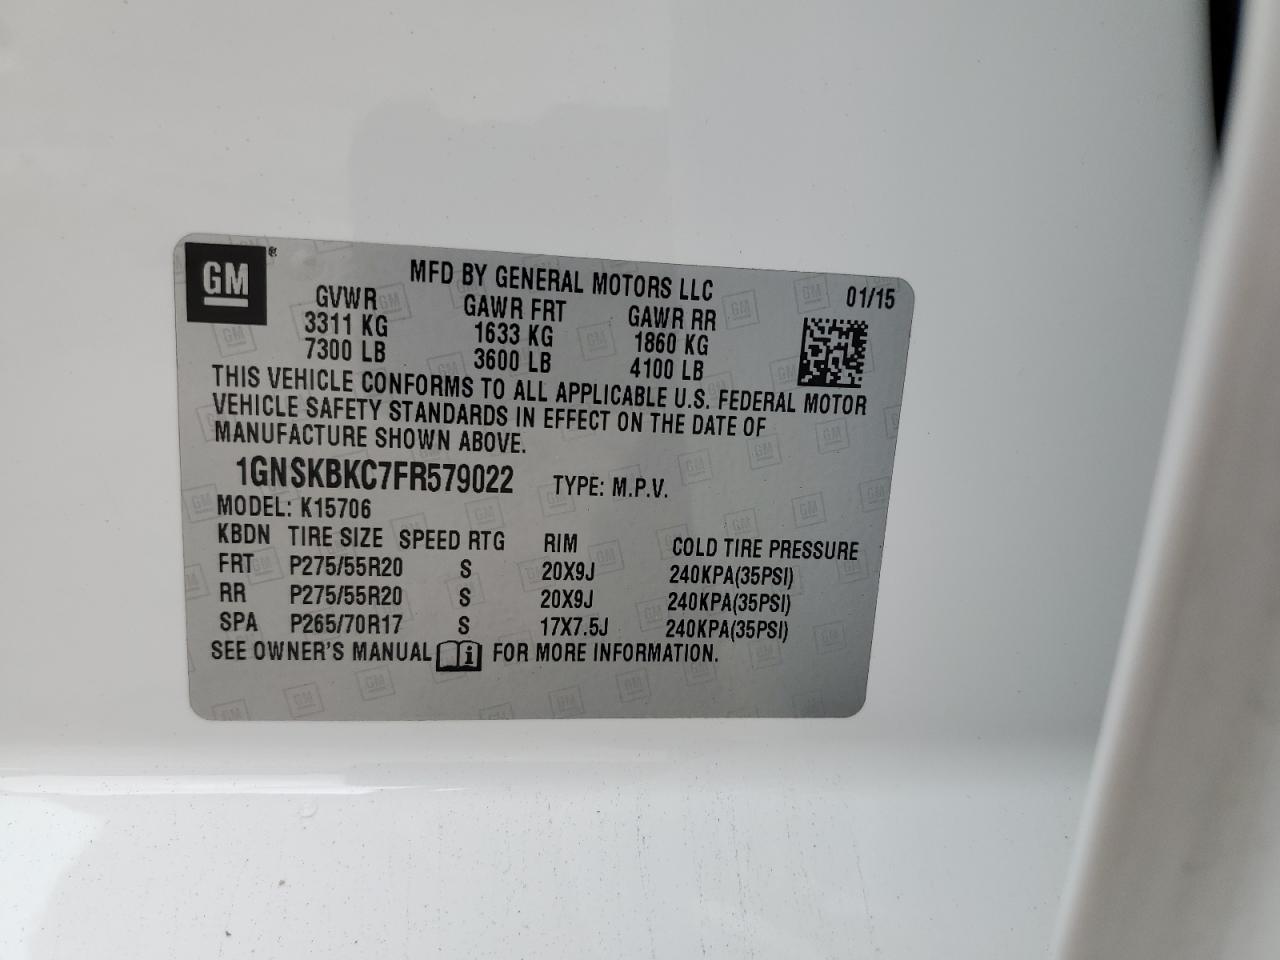 GM ®
MFD BY GENERAL MOTORS LLC
01/15
GVWR GAWR FRT GAWR RR
3311 KG 1633 KG 1860 KG
7300 LB 3600 LB 4100 LB
THIS VEHICLE CONFORMS TO ALL APPLICABLE U.S. FEDERAL MOTOR
VEHICLE SAFETY STANDARDS IN EFFECT ON THE DATE OF
MANUFACTURE SHOWN ABOVE.
1GNSKBKC7FR579022 TYPE: M.P.V.
MODEL: K15706
KBDN TIRE SIZE SPEED RTG RIM COLD TIRE PRESSURE
FRT P275/55R20 S 20X9J 240KPA(35PSI)
RR P275/55R20 S 20X9J 240KPA(35PSI)
SPA P265/70R17 S 17X7.5J 240KPA(35PSI)
SEE OWNER'S MANUAL i FOR MORE INFORMATION.